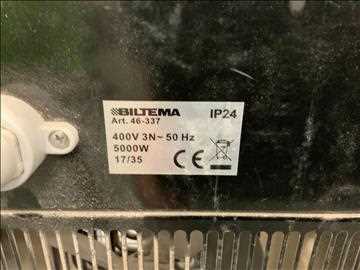 BILTEMA IP24
Art. 46-337
400V 3N~ 50 Hz
5000W
17/35 CE